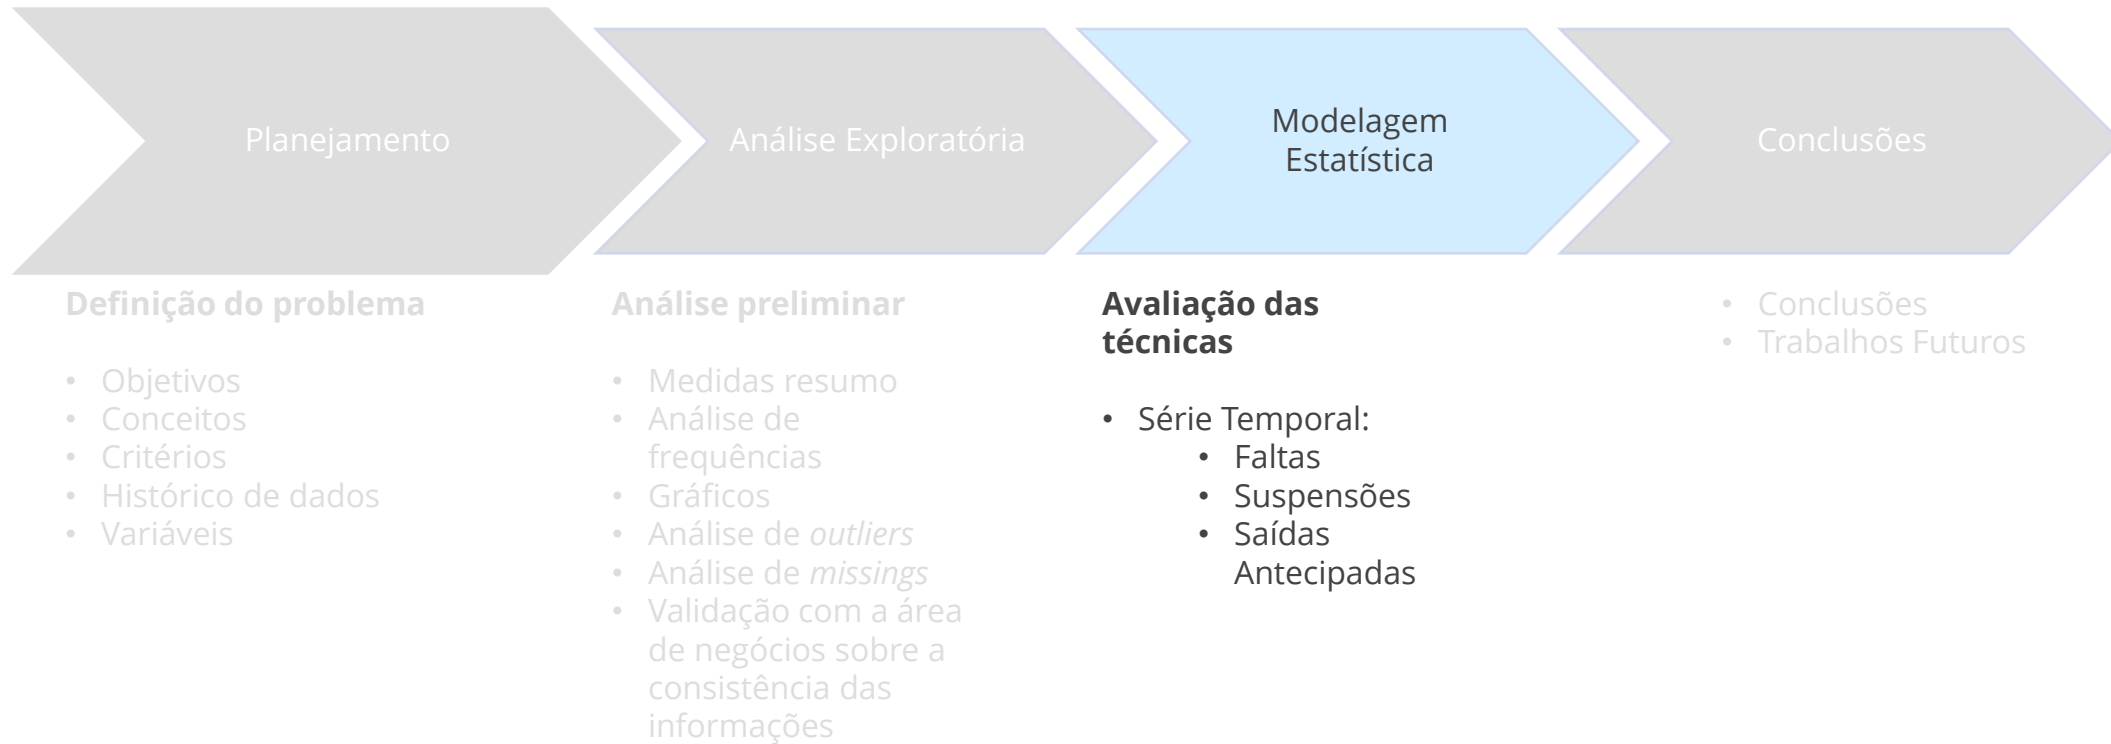 Planejamento
Análise Exploratória
Modelagem
Estatística
Conclusões
Definição do problema
• Objetivos
• Conceitos
• Critérios
• Histórico de dados
• Variáveis
Análise preliminar
• Medidas resumo
• Análise de
frequências
• Gráficos
• Análise de outliers
• Análise de missings
• Validação com a área
de negócios sobre a
consistência das
informações
Avaliação das
técnicas
• Série Temporal:
• Faltas
• Suspensões
• Saídas
Antecipadas
• Conclusões
• Trabalhos Futuros